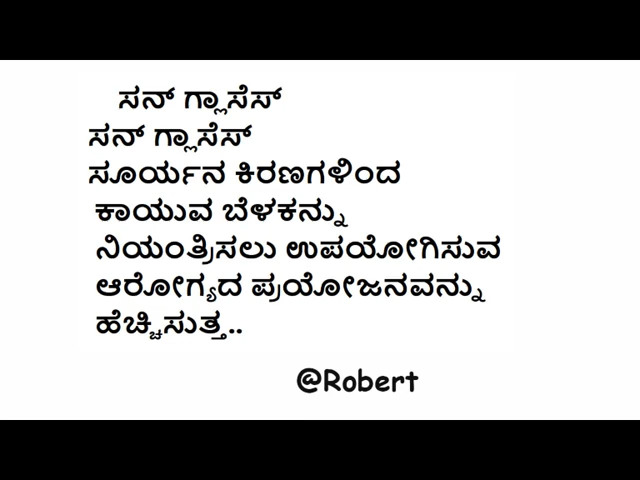 ಸನ್ ಗ್ಲಾಸೆಸ್
ಸನ್ ಗ್ಲಾಸೆಸ್
ಸೂರ್ಯನ ಕಿರಣಗಳಿಂದ
ಕಾಯುವ ಬೆಳಕನ್ನು
ನಿಯಂತ್ರಿಸಲು ಉಪಯೋಗಿಸುವ
ಆರೋಗ್ಯದ ಪ್ರಯೋಜನವನ್ನು
ಹೆಚ್ಚಿಸುತ್ತ..
@Robert